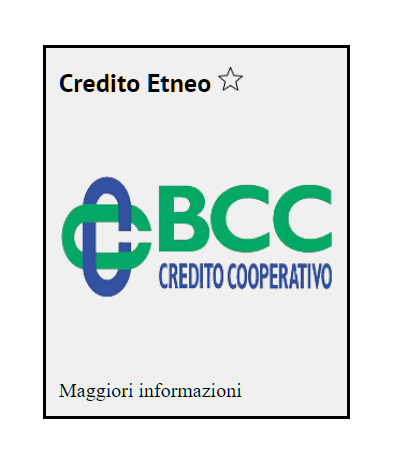 Credito Etneo
BCC
CREDITO COOPERATIVO
Maggiori informazioni